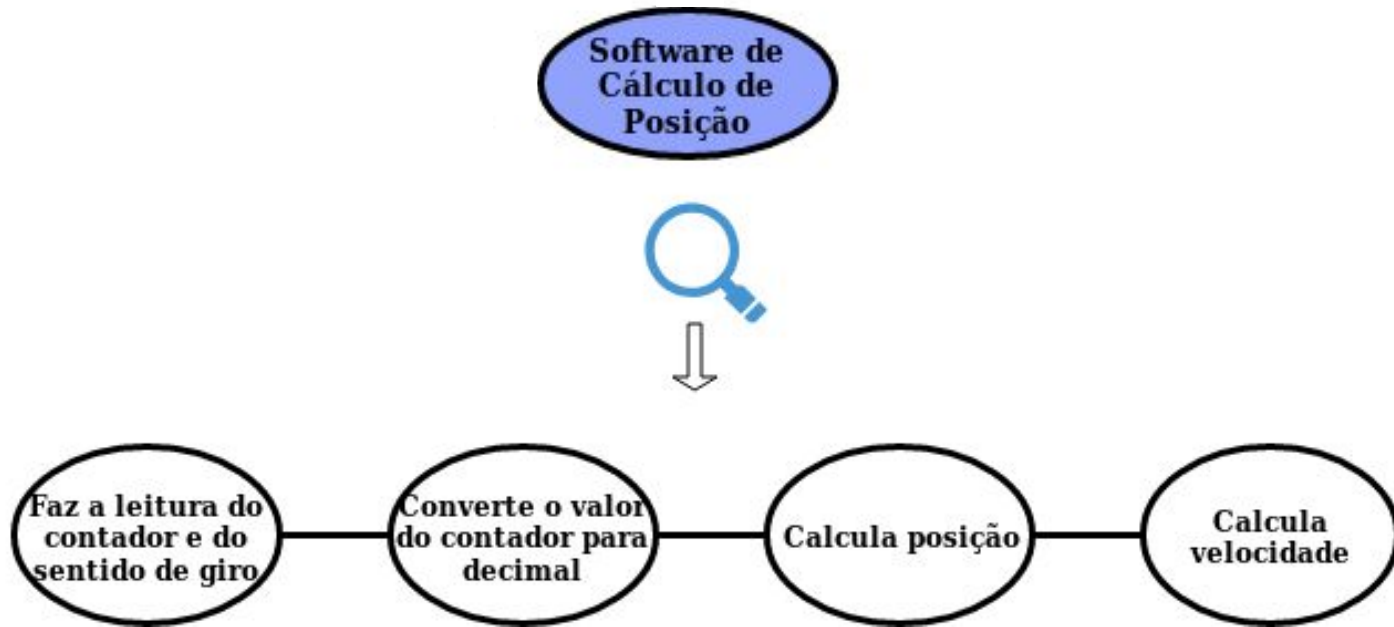 Software de
Cálculo de
Posição
Faz a leitura do
contador e do
sentido de giro
Converte o valor
do contador para
decimal
Calcula posição
Calcula
velocidade